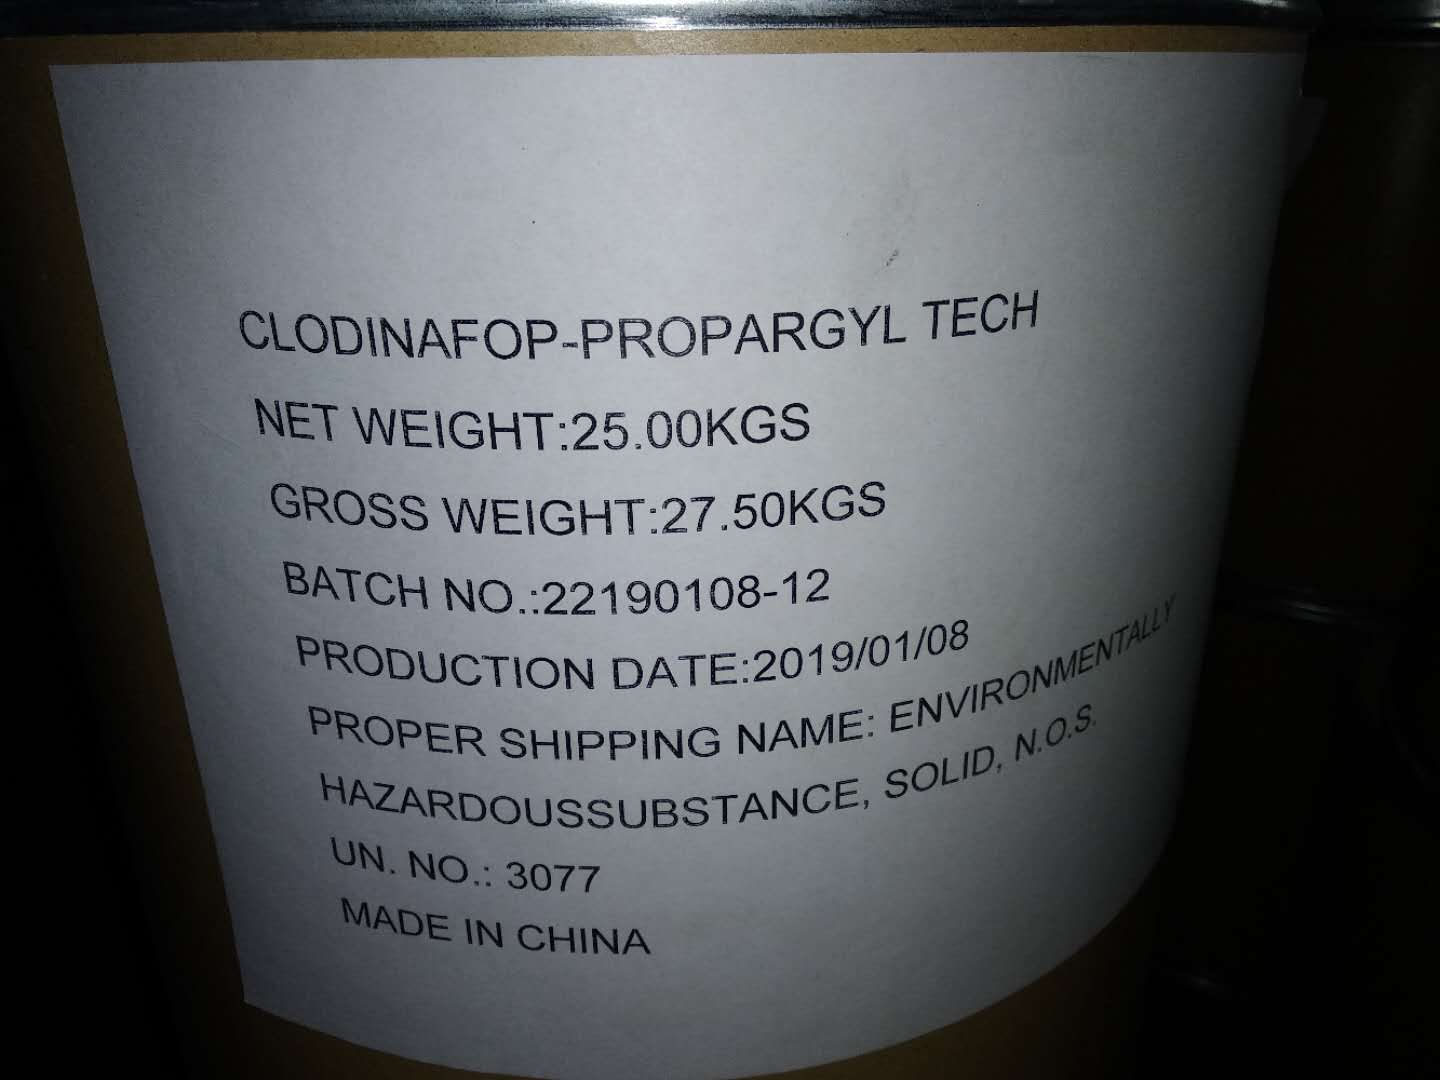 CLODINAFOP-PROPARGYL TECH
NET WEIGHT:25.00KGS
GROSS WEIGHT:27.50KGS
BATCH NO.:22190108-12
PRODUCTION DATE:2019/01/08
PROPER SHIPPING NAME: ENVIRONMENTALLY
HAZARDOUSSUBSTANCE, SOLID, N.O.S.
UN. NO.: 3077
MADE IN CHINA